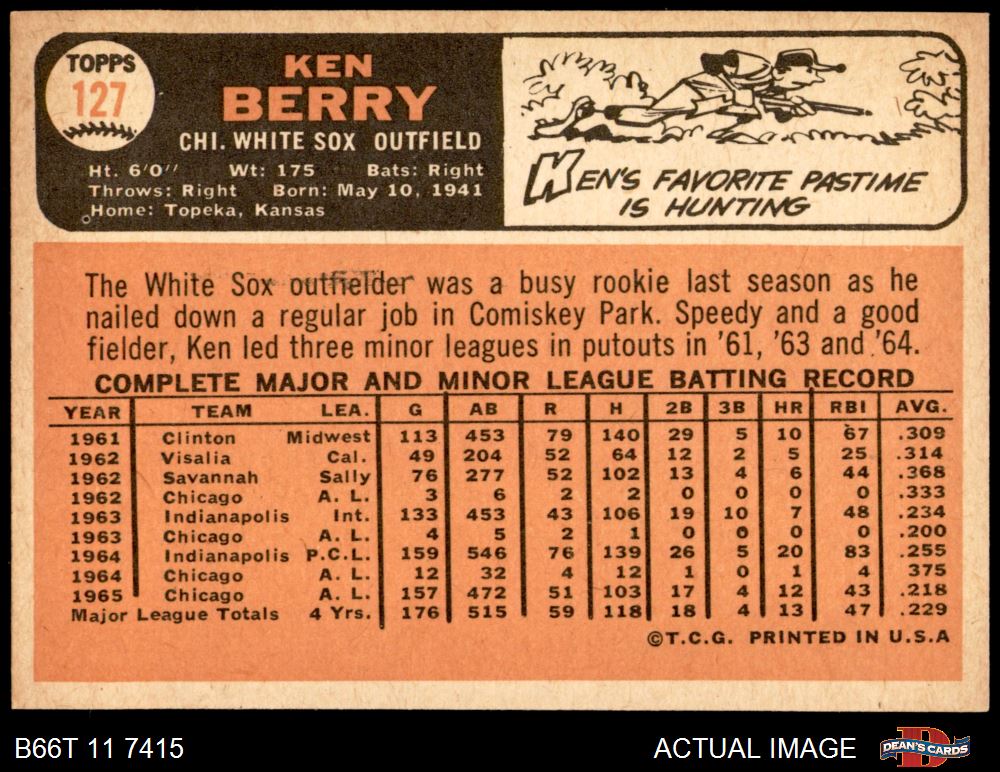 TOPPS
127
KEN
BERRY
CHI. WHITE SOX OUTFIELD
Ht. 6'0" Wt: 175 Bats: Right
Throws: Right Born: May 10, 1941
Home: Topeka, Kansas
KEN'S FAVORITE PASTIME
IS HUNTING
The White Sox outfielder was a busy rookie last season as he
nailed down a regular job in Comiskey Park. Speedy and a good
fielder, Ken led three minor leagues in putouts in '61, '63 and '64.
COMPLETE MAJOR AND MINOR LEAGUE BATTING RECORD
YEAR TEAM LEA. G AB R H 2B 3B HR RBI AVG.
1961 Clinton Midwest 113 453 79 140 29 5 10 67 .309
1962 Visalia Cal. 49 204 52 64 12 2 5 25 .314
1962 Savannah Sally 76 277 52 102 13 4 6 44 .368
1962 Chicago A. L. 3 6 2 2 0 0 0 0 .333
1963 Indianapolis Int. 133 453 43 106 19 10 7 48 .234
1963 Chicago A. L. 4 5 2 1 0 0 0 0 .200
1964 Indianapolis P.C.L. 159 546 76 139 26 5 20 83 .255
1964 Chicago A. L. 12 32 4 12 1 0 1 4 375
1965 Chicago A. L. 157 472 51 103 17 4 12 43 .218
Major League Totals 4 Yrs. 176 515 59 118 18 4 13 47 .229
©T.C.G. PRINTED IN U.S.A
B66T 11 7415
ACTUAL IMAGE
D
DEAN'S CARDS